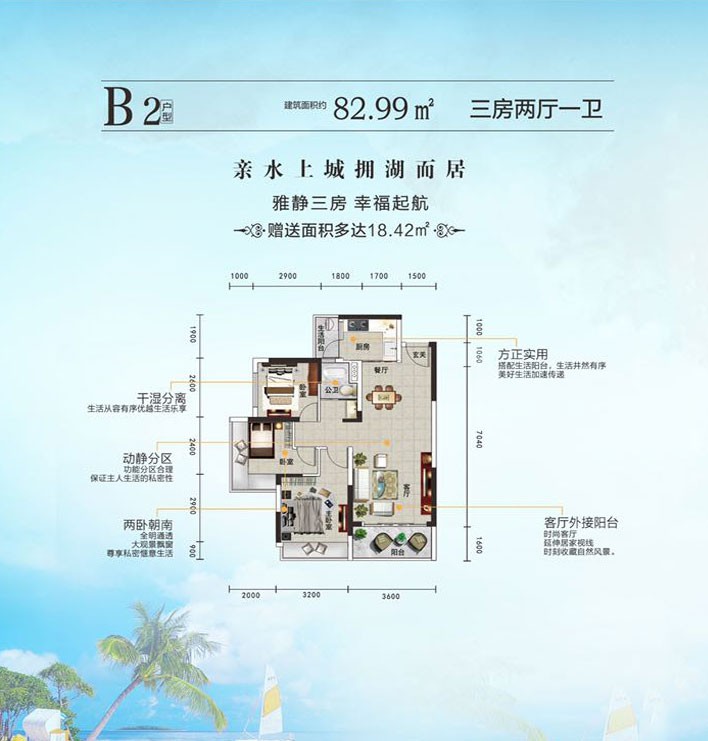 B2户型 建筑面积约 82.99㎡ 三房两厅一卫
亲水上城拥湖而居
雅静三房 幸福起航
赠送面积多达18.42㎡
1000 2900 1800 1700 1500
1900
2600
2400
2900
900
1000
1060
7040
1600
生活阳台
厨房
玄关
餐厅
公卫
卧室
卧室
主卧室
客厅
阳台
方正实用
搭配生活阳台，生活井然有序
美好生活加速传递
干湿分离
生活从容有序优越生活乐享
动静分区
功能分区合理
保证主人生活的私密性
两卧朝南
全明通透
大观景飘窗
尊享私密惬意生活
客厅外接阳台
时尚客厅
延伸居家视线
时刻收藏自然风景。
2000 3200 3600